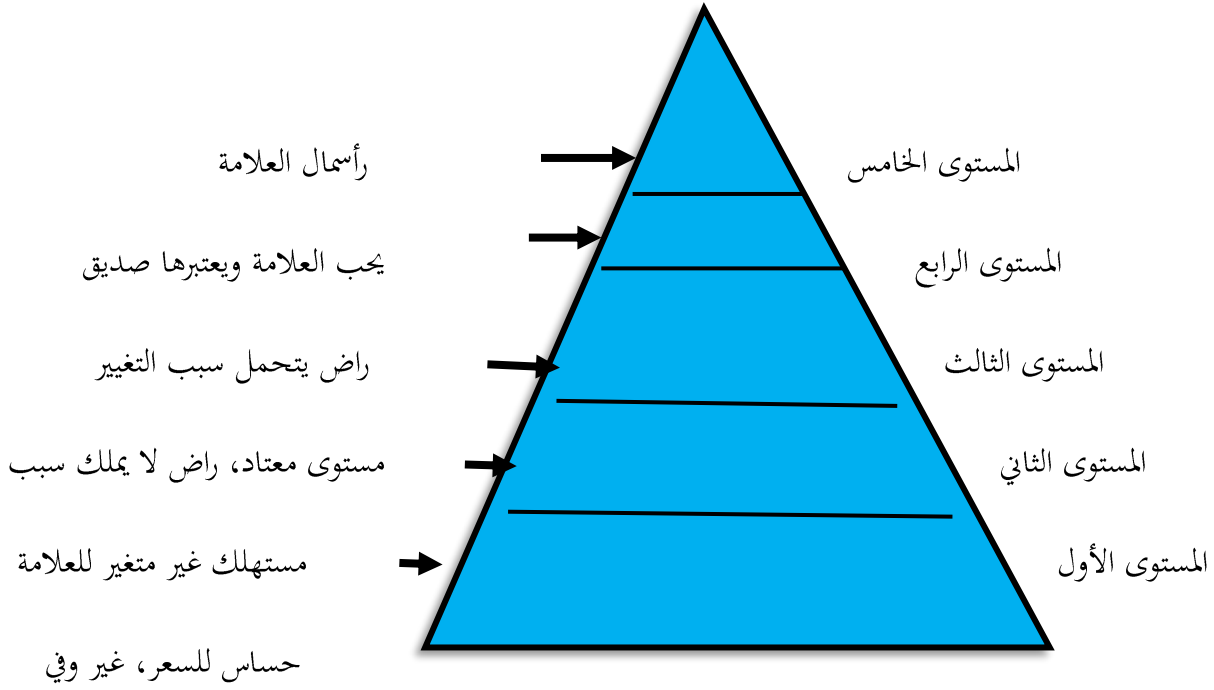 المستوى الخامس
رأسمال العلامة
المستوى الرابع
يحب العلامة ويعتبرها صديق
المستوى الثالث
راض يتحمل سبب التغيير
المستوى الثاني
مستوى معتاد، راض لا يملك سبب
المستوى الأول
مستهلك غير متغير للعلامة
حساس للسعر، غير وفي